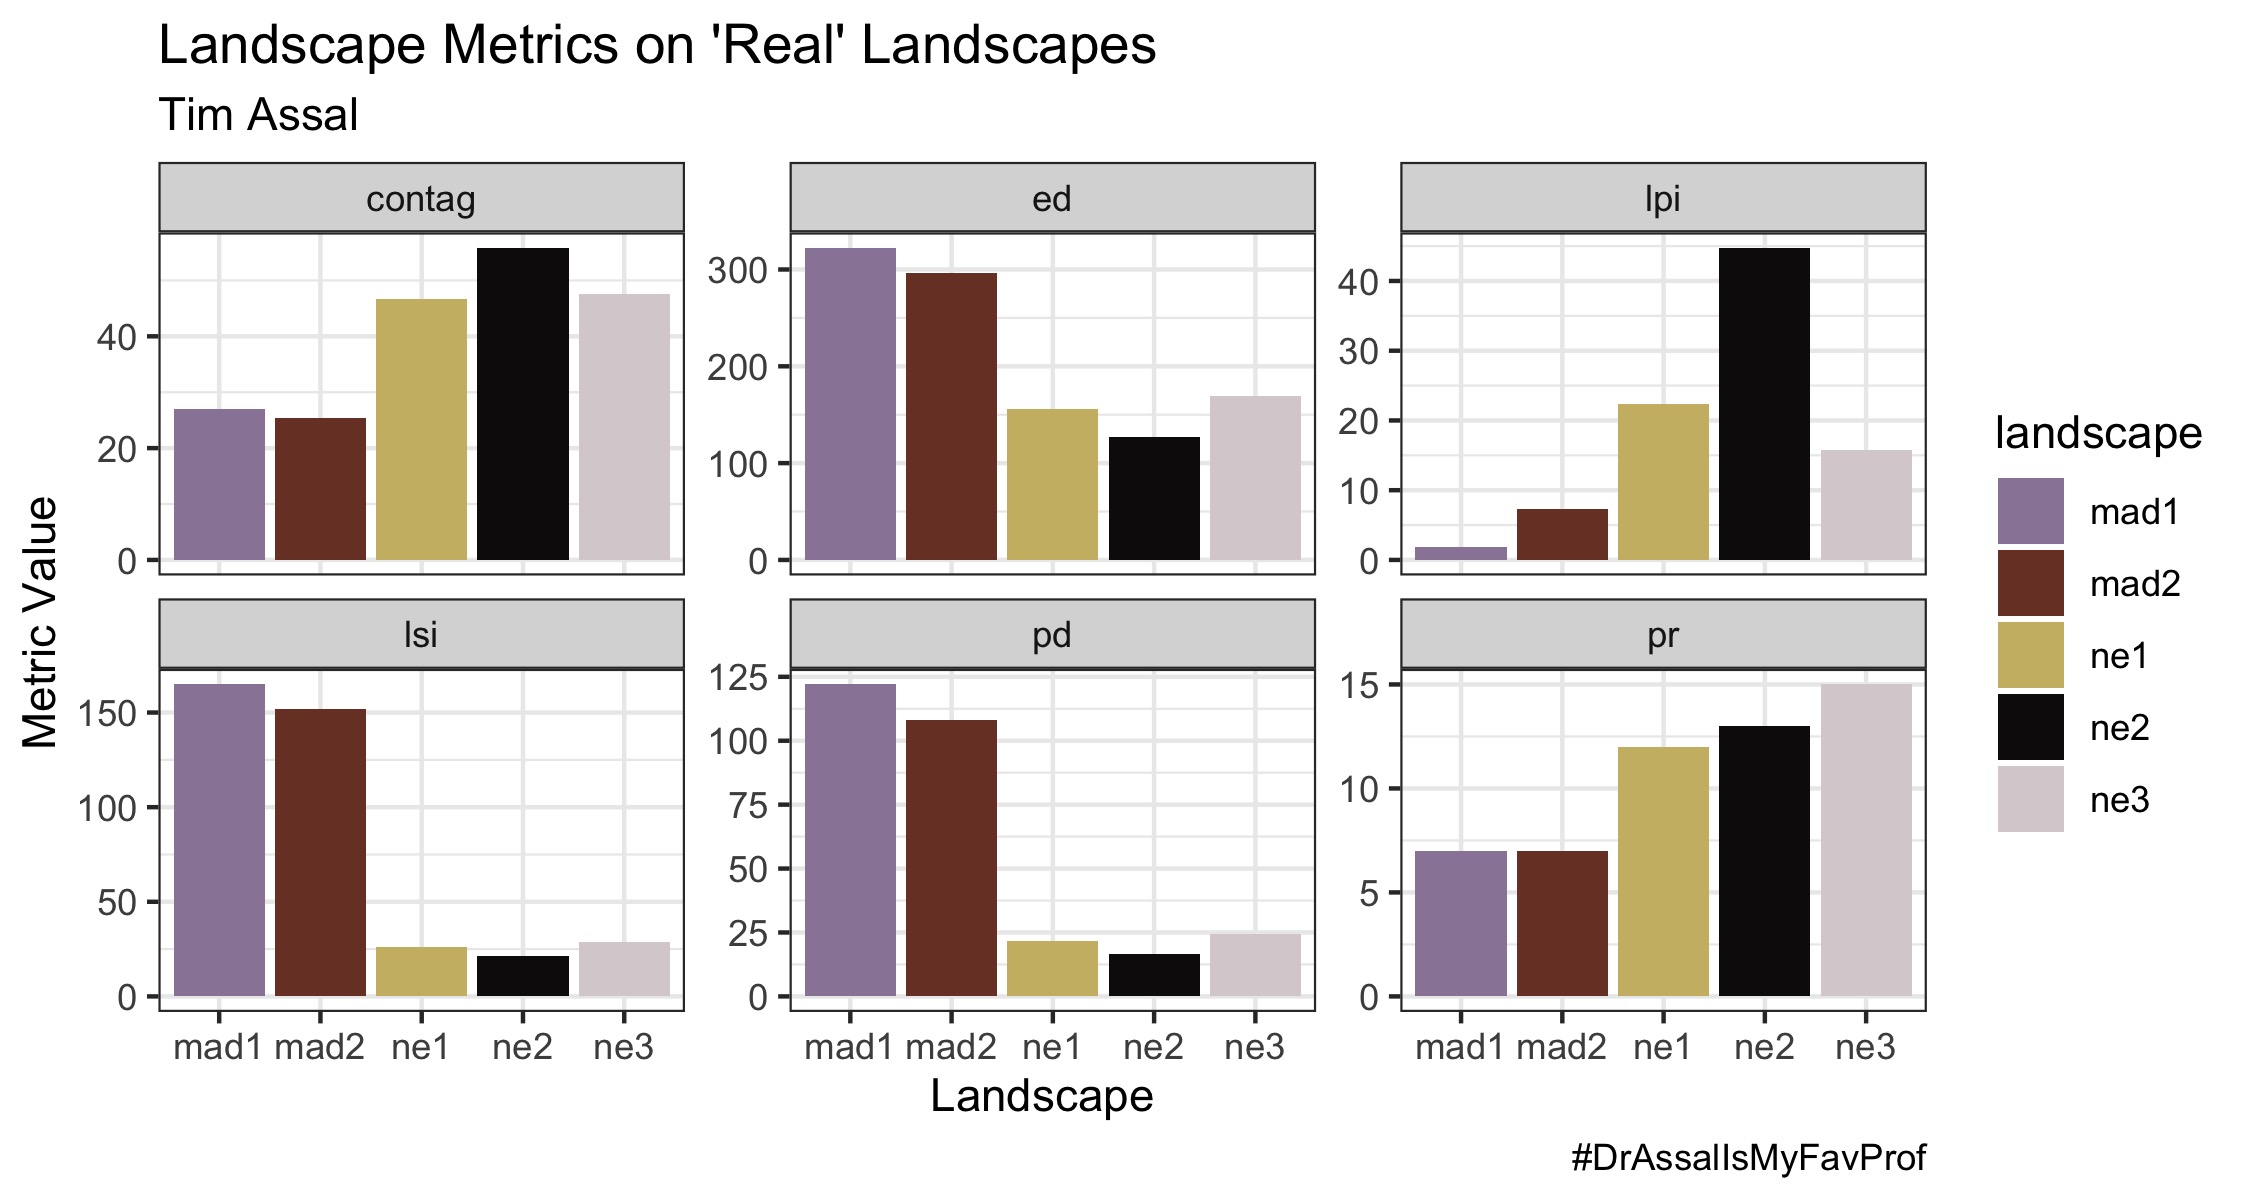 Landscape Metrics on 'Real' Landscapes
Tim Assal
contag
ed
lpi
40
20
0
300
200
100
0
40
30
20
10
0
Metric Value
lsi
pd
pr
150
100
50
0
125
100
75
50
25
0
15
10
5
0
mad1 mad2 ne1 ne2 ne3
mad1 mad2 ne1 ne2 ne3
mad1 mad2 ne1 ne2 ne3
Landscape
landscape
mad1
mad2
ne1
ne2
ne3
#DrAssalIsMyFavProf